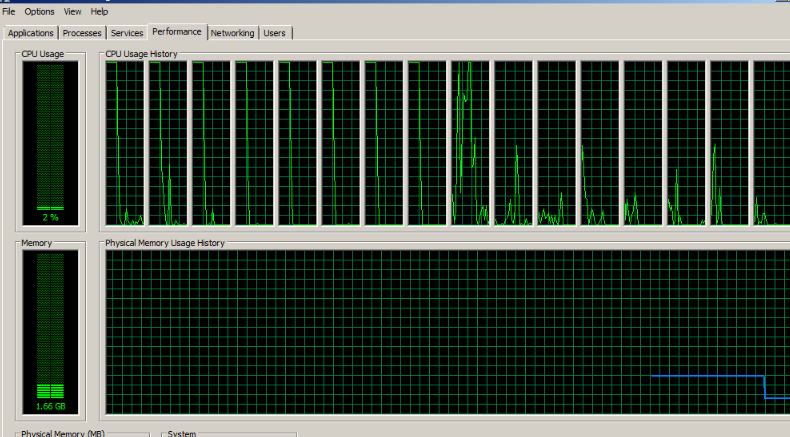 File Options View Help
Applications Processes Services Performance Networking Users
CPU Usage CPU Usage History
2 %
Memory Physical Memory Usage History
1.66 GB
Physical Memory (MB) System